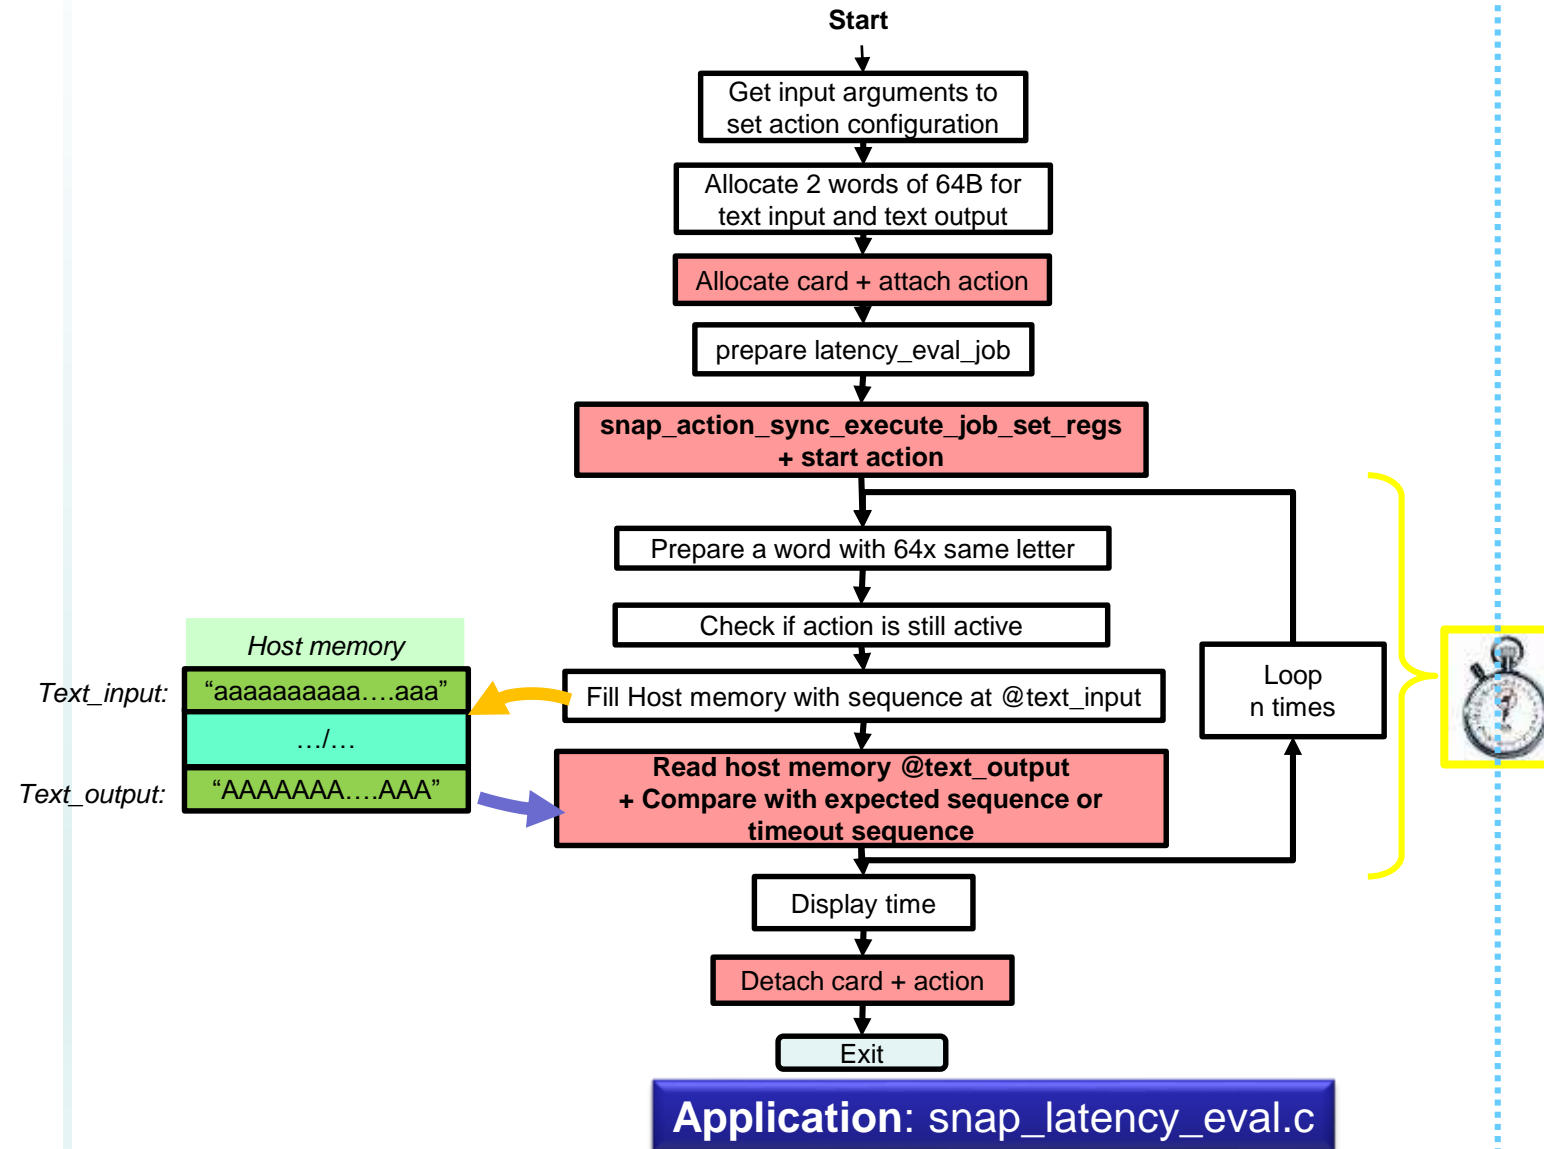 Start
Get input arguments to
set action configuration
Allocate 2 words of 64B for
text input and text output
Allocate card + attach action
prepare latency_eval_job
snap_action_sync_execute_job_set_regs
+ start action
Prepare a word with 64x same letter
Check if action is still active
Host memory
Text_input:
“aaaaaaaaaa….aaa”
Fill Host memory with sequence at @text_input
Loop
n times
…/…
Text_output:
“AAAAAAA….AAA”
Read host memory @text_output
+ Compare with expected sequence or
timeout sequence
Display time
Detach card + action
Exit
Application: snap_latency_eval.c